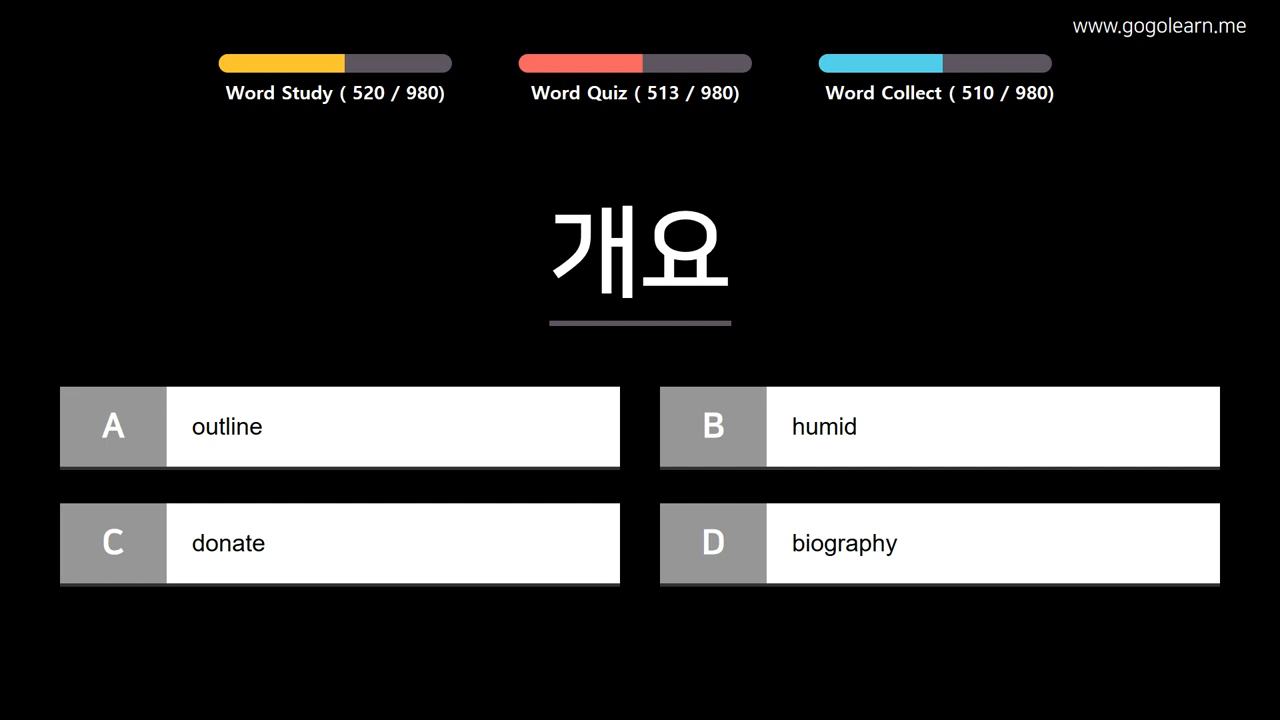 www.gogolearn.me
Word Study ( 520 / 980)
Word Quiz ( 513 / 980)
Word Collect ( 510 / 980)
개요
A outline
B humid
C donate
D biography